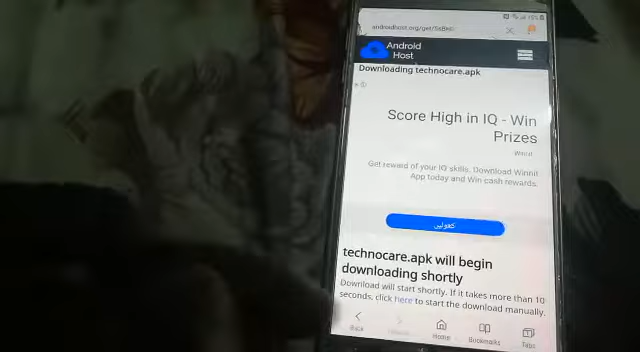 androidhost.org/get/
Android
Host
Downloading technocare.apk
Score High in IQ - Win
Prizes
Winnit
Get reward of your IQ skills. Download Winnit
App today and Win cash rewards.
کھولیں
technocare.apk will begin
downloading shortly
Download will start shortly. If it takes more than 10
seconds, click here to start the download manually.
Back
Home
Bookmarks
Tabs